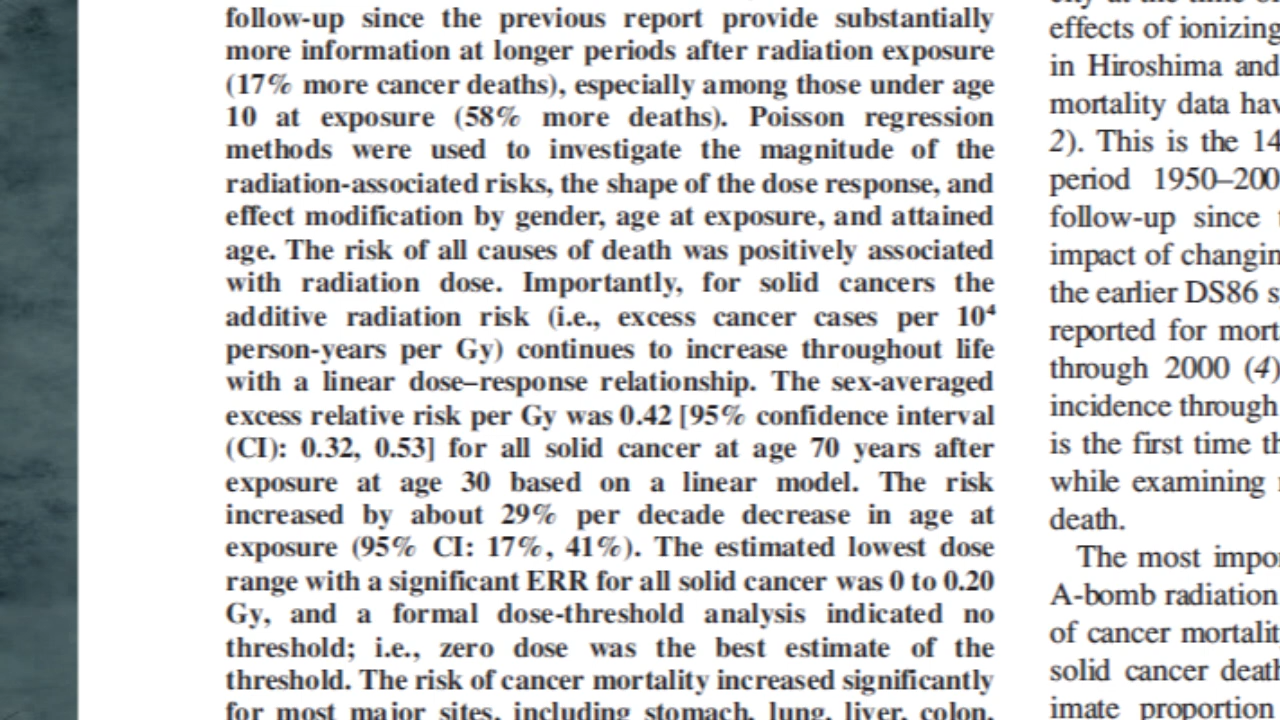 follow-up since the previous report provide substantially
more information at longer periods after radiation exposure
(17% more cancer deaths), especially among those under age
10 at exposure (58% more deaths). Poisson regression
methods were used to investigate the magnitude of the
radiation-associated risks, the shape of the dose response, and
effect modification by gender, age at exposure, and attained
age. The risk of all causes of death was positively associated
with radiation dose. Importantly, for solid cancers the
additive radiation risk (i.e., excess cancer cases per 10⁴
person-years per Gy) continues to increase throughout life
with a linear dose–response relationship. The sex-averaged
excess relative risk per Gy was 0.42 [95% confidence interval
(CI): 0.32, 0.53] for all solid cancer at age 70 years after
exposure at age 30 based on a linear model. The risk
increased by about 29% per decade decrease in age at
exposure (95% CI: 17%, 41%). The estimated lowest dose
range with a significant ERR for all solid cancer was 0 to 0.20
Gy, and a formal dose-threshold analysis indicated no
threshold; i.e., zero dose was the best estimate of the
threshold. The risk of cancer mortality increased significantly
for most major sites, including stomach, lung, liver, colon,
effects of ionizing
in Hiroshima and
mortality data hav
2). This is the 14
period 1950–200
follow-up since
impact of changin
the earlier DS86 s
reported for mort
through 2000 (4)
incidence through
is the first time th
while examining
death.
The most impor
A-bomb radiation
of cancer mortality
solid cancer death
imate proportion